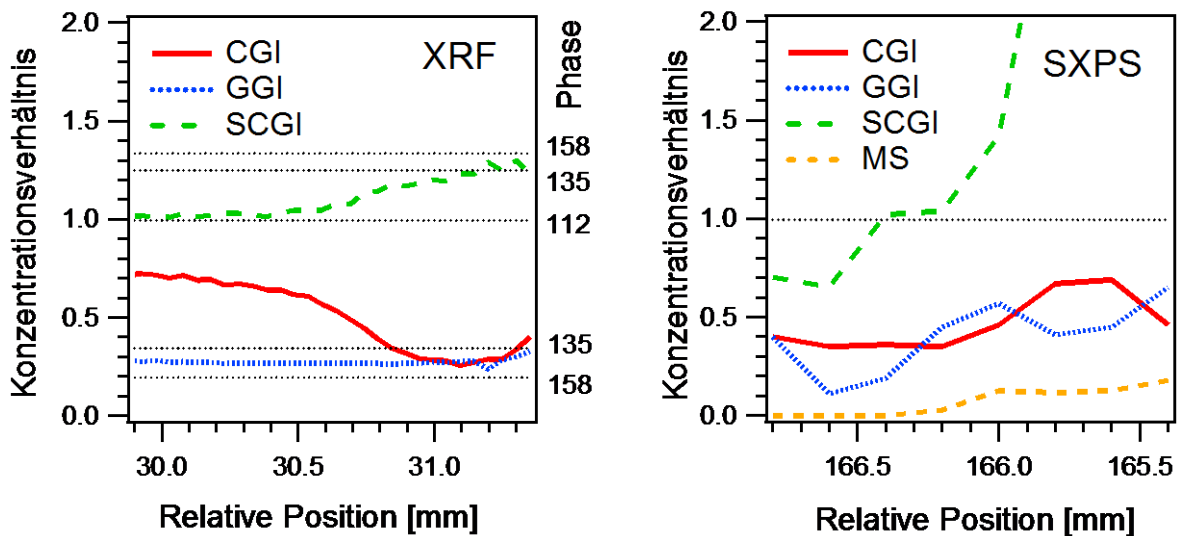 Konzentrationsverhältnis
2.0
1.5
1.0
0.5
0.0
CGI
GGI
SCGI
XRF
Phase
158
135
112
135
158
30.0 30.5 31.0
Relative Position [mm]
Konzentrationsverhältnis
2.0
1.5
1.0
0.5
0.0
CGI
GGI
SCGI
MS
SXPS
166.5 166.0 165.5
Relative Position [mm]